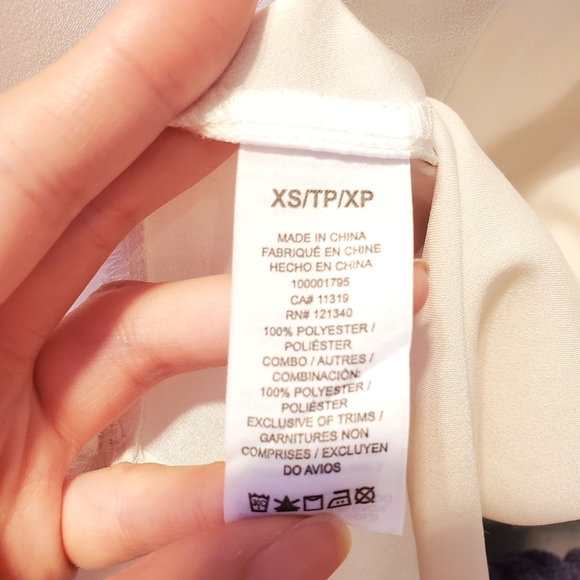 XS/TP/XP
MADE IN CHINA
FABRIQUÉ EN CHINE
HECHO EN CHINA
100001795
CA# 11319
RN# 121340
100% POLYESTER /
POLIÉSTER
COMBO / AUTRES /
COMBINACIÓN:
100% POLYESTER /
POLIÉSTER
EXCLUSIVE OF TRIMS /
GARNITURES NON
COMPRISES / EXCLUYEN
DO AVIOS